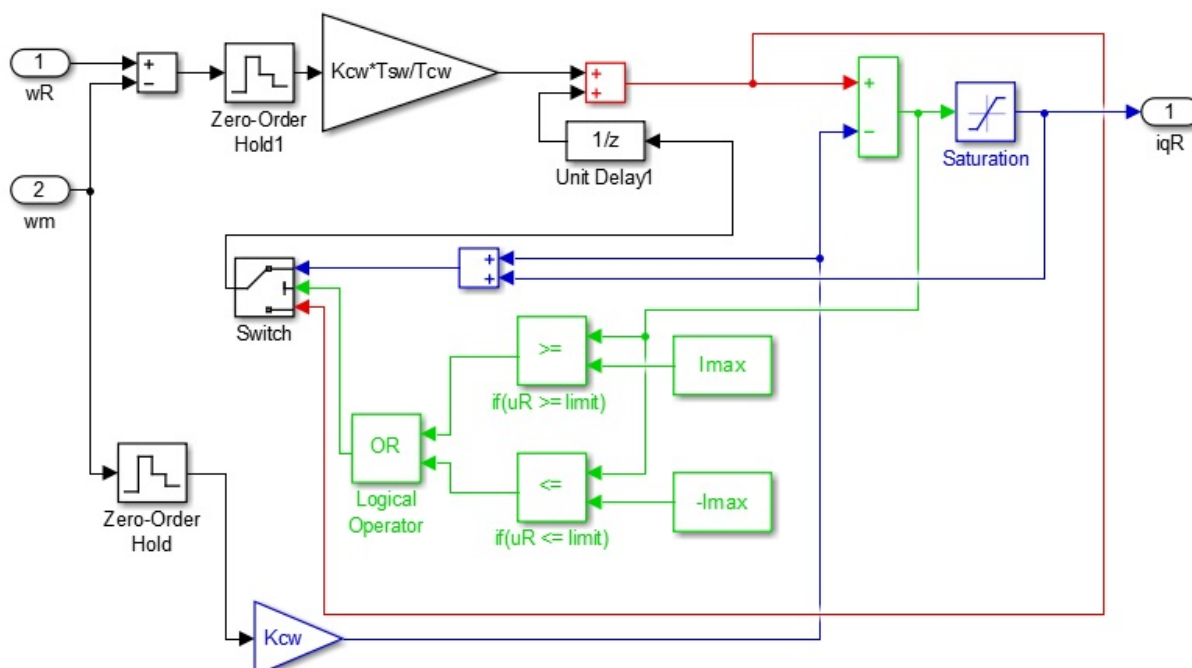 1
wR
+
−
Zero-Order
Hold1
Kcw*Tsw/Tcw
+
+
1/z
Unit Delay1
+
−
Saturation
1
iqR
2
wm
Switch
+
+
>=
if(uR >= limit)
Imax
OR
Logical
Operator
<=
if(uR <= limit)
-Imax
Zero-Order
Hold
Kcw